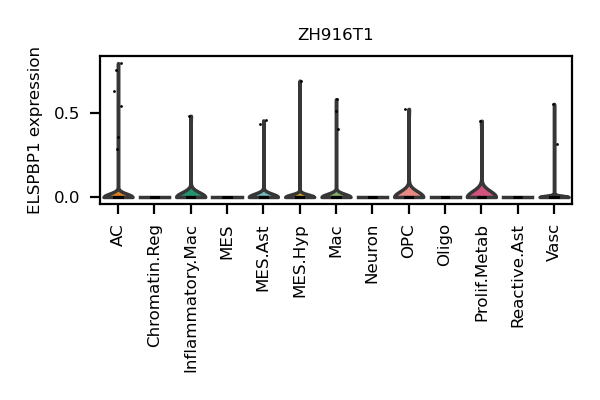 ZH916T1
ELSPBP1 expression
0.5
0.0
AC
Chromatin.Reg
Inflammatory.Mac
MES
MES.Ast
MES.Hyp
Mac
Neuron
OPC
Oligo
Prolif.Metab
Reactive.Ast
Vasc